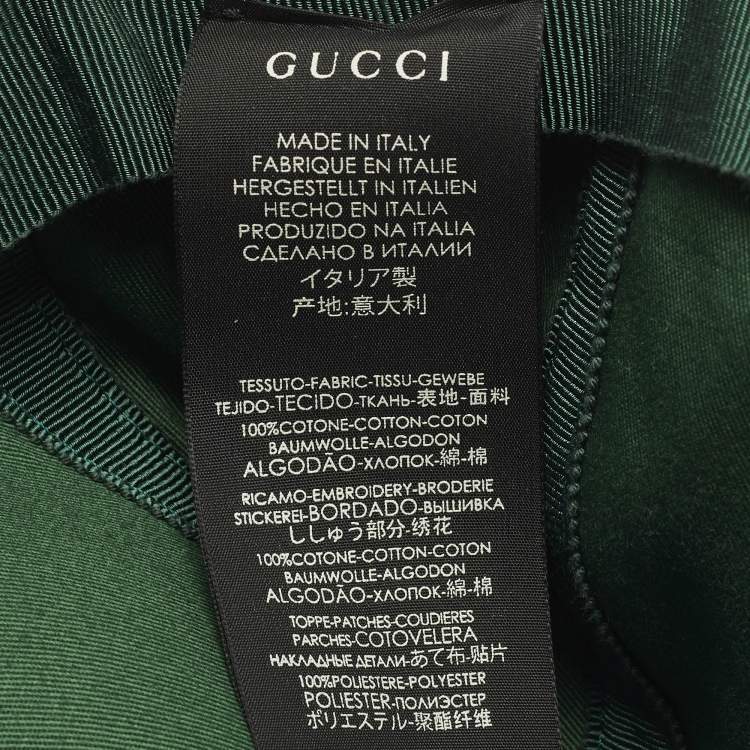 GUCCI
MADE IN ITALY
FABRIQUE EN ITALIE
HERGESTELLT IN ITALIEN
HECHO EN ITALIA
PRODUZIDO NA ITALIA
СДЕЛАНО В ИТАЛИИ
イタリア製
产地:意大利
TESSUTO-FABRIC-TISSU-GEWEBE
TEJIDO-TECIDO-ТКАНЬ-表地-面料
100%COTONE-COTTON-COTON
BAUMWOLLE-ALGODON
ALGODÃO-ХЛОПОК-綿-棉
RICAMO-EMBROIDERY-BRODERIE
STICKEREI-BORDADO-ВЫШИВКА
ししゅう部分-绣花
100%COTONE-COTTON-COTON
BAUMWOLLE-ALGODON
ALGODÃO-ХЛОПОК-綿-棉
TOPPE-PATCHES-COUDIERES
PARCHES-COTOVELERA
НАКЛАДНЫЕ ДЕТАЛИ-あて布-贴片
100%POLIESTERE-POLYESTER
POLIESTER-ПОЛИЭСТЕР
ポリエステル-聚酯纤维